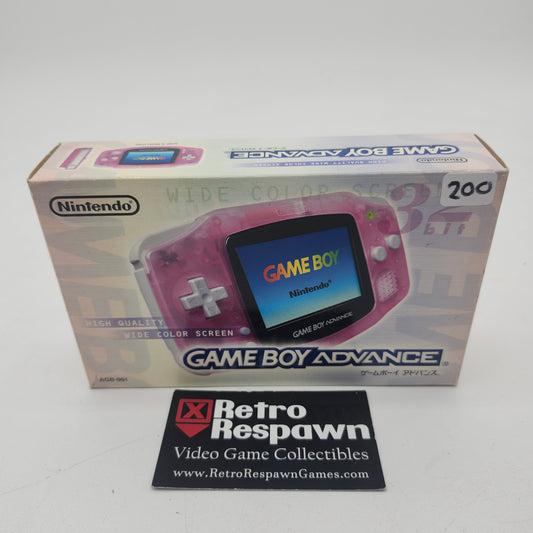 GAME BOY ADVANCE
Nintendo
200
WIDE COLOR SCREEN
Nintendo
32
bit
GAME BOY
Nintendo
GAME BOY ADVANCE
HIGH QUALITY
WIDE COLOR SCREEN
GAME BOY ADVANCE
AGB-001
ゲームボーイ アドバンス
Retro
Respawn
Video Game Collectibles
www.RetroRespawnGames.com